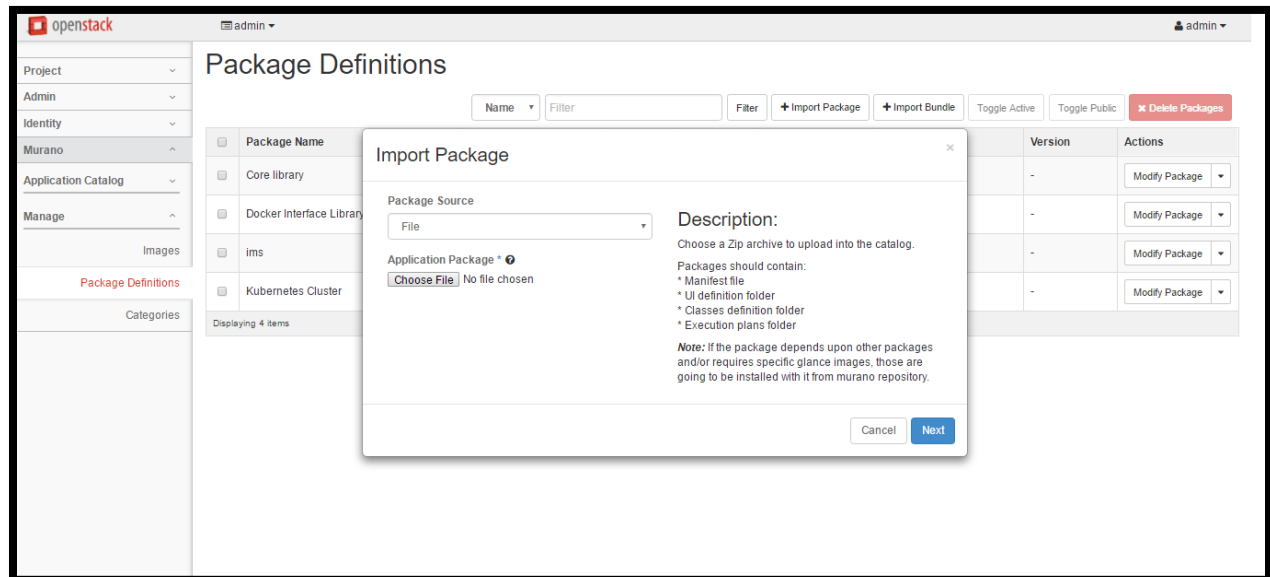 openstack
admin
admin
Project
Admin
Identity
Murano
Application Catalog
Manage
Images
Package Definitions
Categories
Package Definitions
Name Filter Filter +Import Package +Import Bundle Toggle Active Toggle Public × Delete Packages
Package Name Version Actions
Core library - Modify Package
Docker Interface Library - Modify Package
ims - Modify Package
Kubernetes Cluster - Modify Package
Displaying 4 items
Import Package ×
Package Source
File
Application Package *
Choose File No file chosen
Description:
Choose a Zip archive to upload into the catalog.
Packages should contain:
* Manifest file
* UI definition folder
* Classes definition folder
* Execution plans folder
Note: If the package depends upon other packages
and/or requires specific glance images, those are
going to be installed with it from murano repository.
Cancel Next